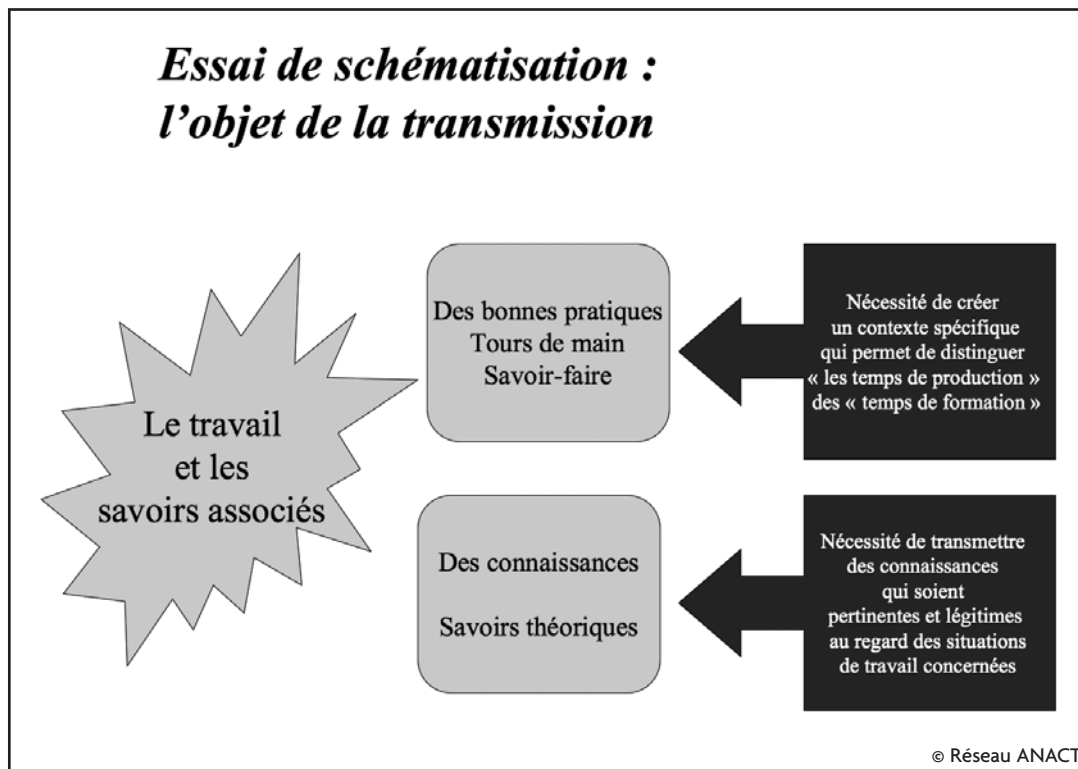 Essai de schématisation :
l’objet de la transmission
Le travail
et les
savoirs associés
Des bonnes pratiques
Tours de main
Savoir-faire
Nécessité de créer
un contexte spécifique
qui permet de distinguer
« les temps de production »
des « temps de formation »
Des connaissances
Savoirs théoriques
Nécessité de transmettre
des connaissances
qui soient
pertinentes et légitimes
au regard des situations
de travail concernées
© Réseau ANACT